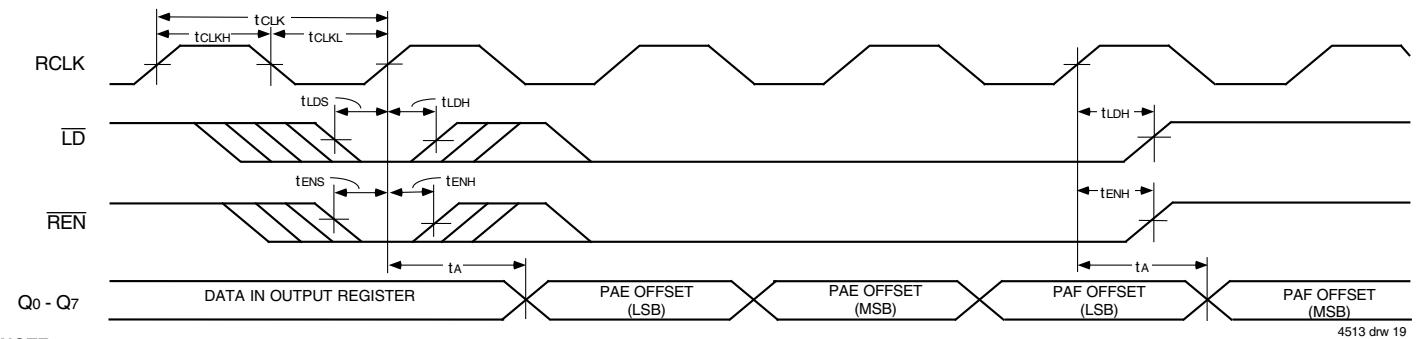 tCLK
tCLKH
tCLKL
RCLK
tLDS
tLDH
tLDH
LD
tENS
tENH
tENH
REN
tA
tA
Q0 - Q7
DATA IN OUTPUT REGISTER
PAE OFFSET
(LSB)
PAE OFFSET
(MSB)
PAF OFFSET
(LSB)
PAF OFFSET
(MSB)
4513 drw 19